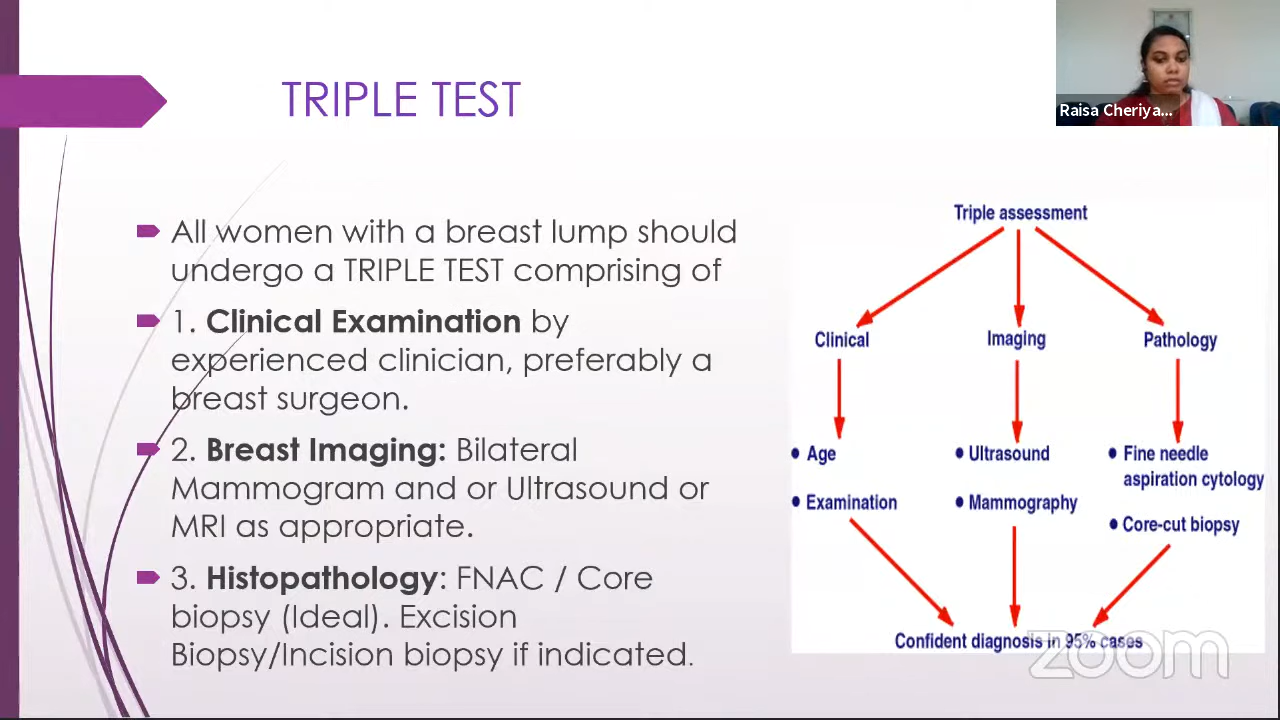 TRIPLE TEST
Raisa Cheriya...
All women with a breast lump should
undergo a TRIPLE TEST comprising of
1. Clinical Examination by
experienced clinician, preferably a
breast surgeon.
2. Breast Imaging: Bilateral
Mammogram and or Ultrasound or
MRI as appropriate.
3. Histopathology: FNAC / Core
biopsy (Ideal). Excision
Biopsy/Incision biopsy if indicated.
Triple assessment
Clinical
Imaging
Pathology
• Age
• Examination
• Ultrasound
• Mammography
• Fine needle
aspiration cytology
• Core-cut biopsy
Confident diagnosis in 95% cases
zoom